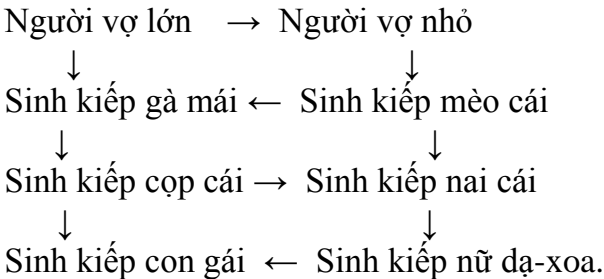 Người vợ lớn → Người vợ nhỏ
↓ ↓
Sinh kiếp gà mái ← Sinh kiếp mèo cái
↓ ↓
Sinh kiếp cọp cái → Sinh kiếp nai cái
↓ ↓
Sinh kiếp con gái ← Sinh kiếp nữ dạ-xoa.